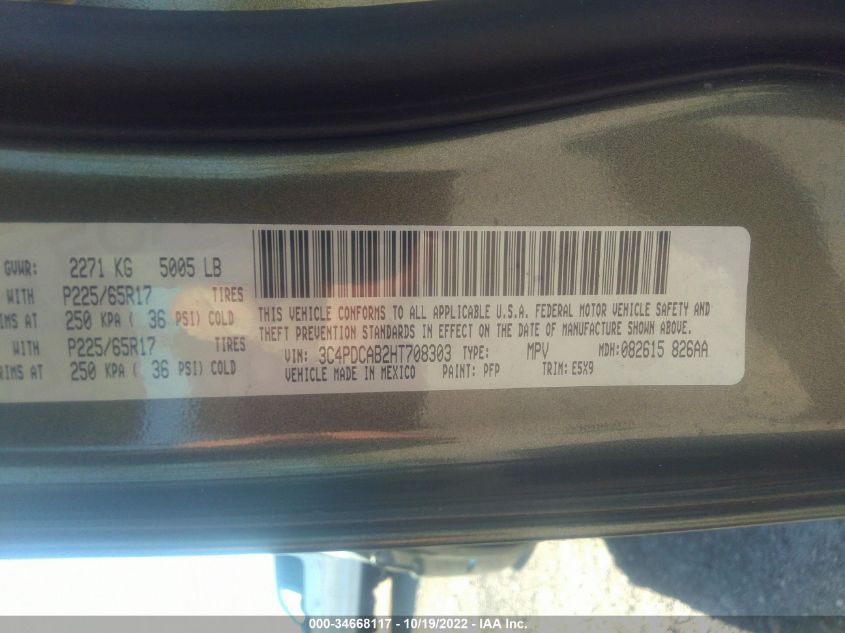 GVWR: 2271 KG 5005 LB
WITH P225/65R17 TIRES
RIMS AT 250 KPA ( 36 PSI) COLD
WITH P225/65R17 TIRES
RIMS AT 250 KPA ( 36 PSI) COLD
THIS VEHICLE CONFORMS TO ALL APPLICABLE U.S.A. FEDERAL MOTOR VEHICLE SAFETY AND
THEFT PREVENTION STANDARDS IN EFFECT ON THE DATE OF MANUFACTURE SHOWN ABOVE.
VIN: 3C4PDCAB2HT708303 TYPE: MPV MDH:082615 826AA
VEHICLE MADE IN MEXICO PAINT: PFP TRIM: E5X9
000-34668117 - 10/19/2022 - IAA Inc.